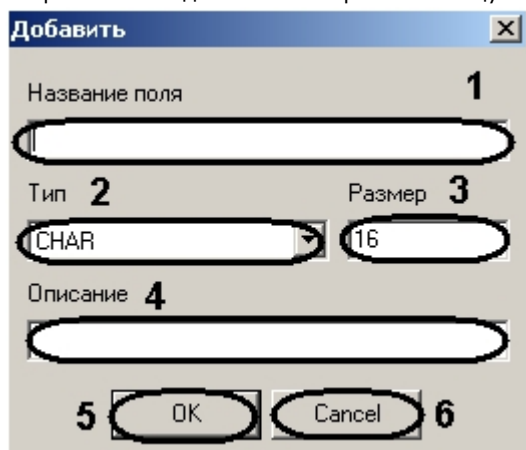 Добавить
Название поля 1
Тип 2 Размер 3
CHAR 16
Описание 4
5 OK Cancel 6